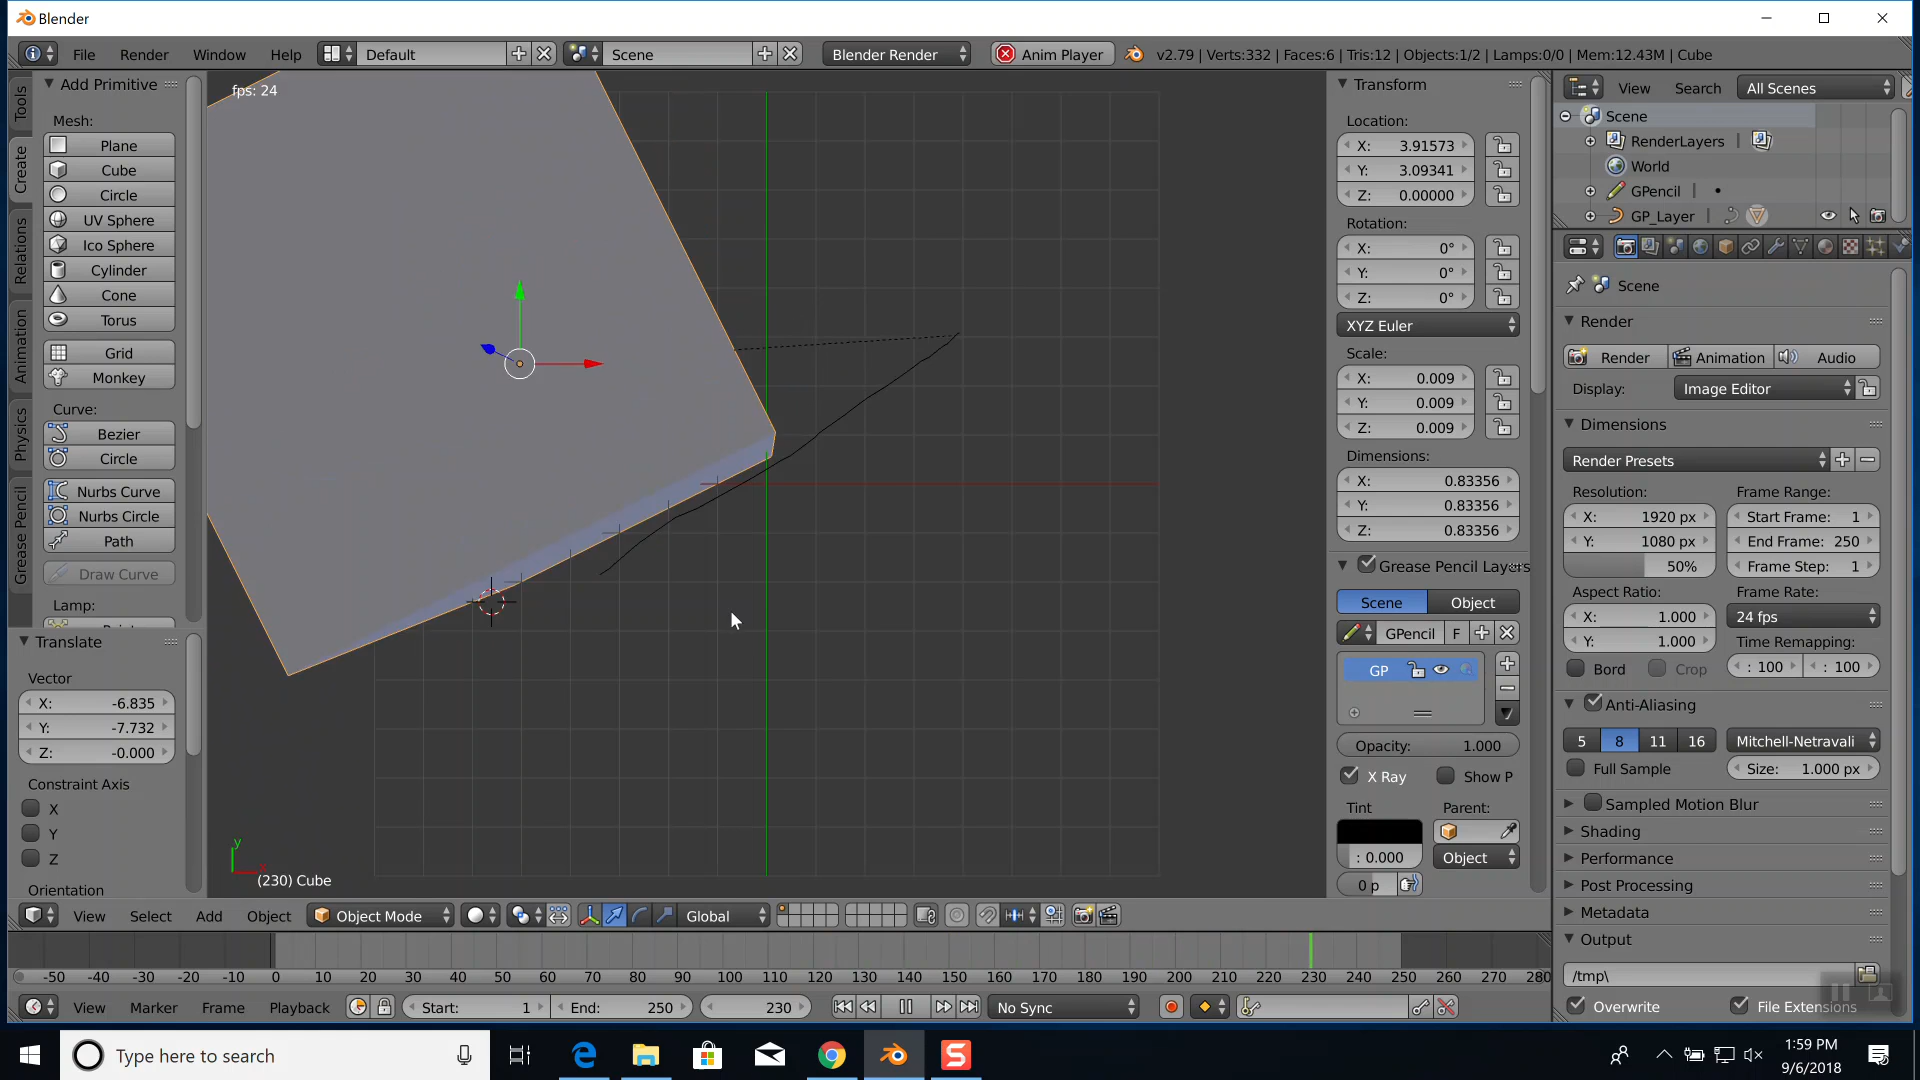 Blender
File Render Window Help Default Scene Blender Render Anim Player v2.79 | Verts:332 | Faces:6 | Tris:12 | Objects:1/2 | Lamps:0/0 | Mem:12.43M | Cube
Tools
Create
Relations
Animation
Physics
Grease Pencil
Add Primitive
Mesh:
Plane
Cube
Circle
UV Sphere
Ico Sphere
Cylinder
Cone
Torus
Grid
Monkey
Curve:
Bezier
Circle
Nurbs Curve
Nurbs Circle
Path
Draw Curve
Lamp:
Translate
Vector
X: -6.835
Y: -7.732
Z: -0.000
Constraint Axis
X
Y
Z
Orientation
fps: 24
y
x
(230) Cube
Transform
Location:
X: 3.91573
Y: 3.09341
Z: 0.00000
Rotation:
X: 0°
Y: 0°
Z: 0°
XYZ Euler
Scale:
X: 0.009
Y: 0.009
Z: 0.009
Dimensions:
X: 0.83356
Y: 0.83356
Z: 0.83356
Grease Pencil Layers
Scene Object
GPencil F
GP
Opacity: 1.000
X Ray Show P
Tint Parent:
: 0.000 Object
0 p
View Search All Scenes
Scene
RenderLayers |
World
GPencil |
GP_Layer |
Scene
Render
Render Animation Audio
Display: Image Editor
Dimensions
Render Presets
Resolution: Frame Range:
X: 1920 px Start Frame: 1
Y: 1080 px End Frame: 250
50% Frame Step: 1
Aspect Ratio: Frame Rate:
X: 1.000 24 fps
Y: 1.000 Time Remapping:
Bord Crop : 100 : 100
Anti-Aliasing
5 8 11 16 Mitchell-Netravali
Full Sample Size: 1.000 px
Sampled Motion Blur
Shading
Performance
Post Processing
Metadata
Output
/tmp\
Overwrite File Extensions
View Select Add Object Object Mode Global
-50 -40 -30 -20 -10 0 10 20 30 40 50 60 70 80 90 100 110 120 130 140 150 160 170 180 190 200 210 220 230 240 250 260 270 280
View Marker Frame Playback Start: 1 End: 250 230 No Sync
Type here to search
1:59 PM
9/6/2018